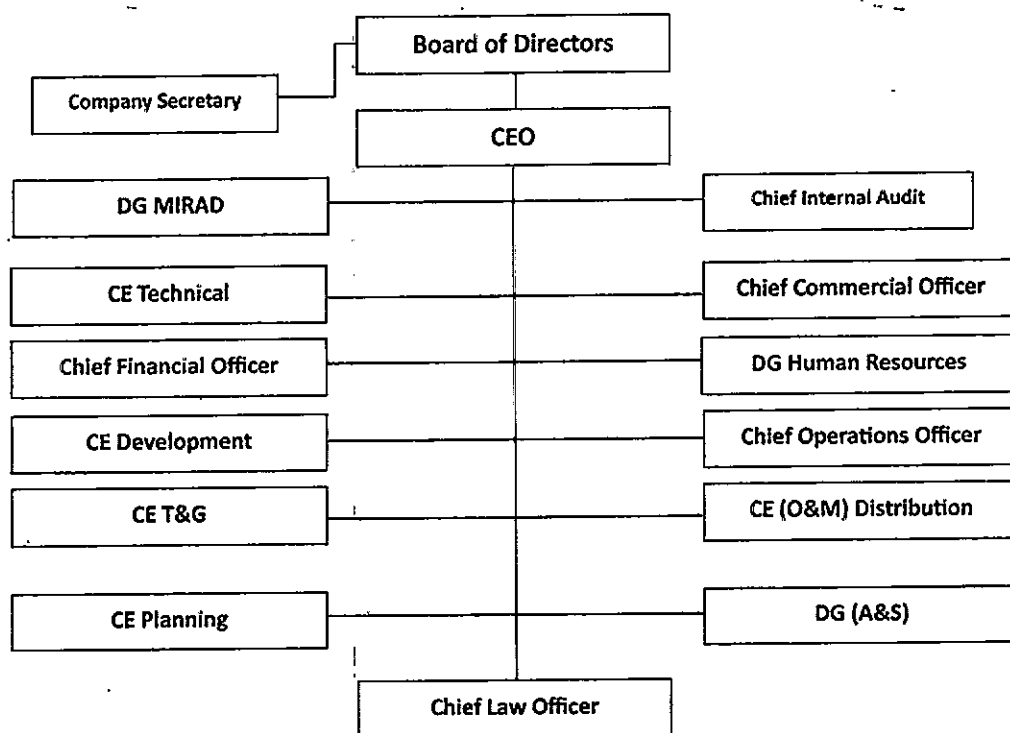 Board of Directors
Company Secretary
CEO
DG MIRAD
Chief Internal Audit
CE Technical
Chief Commercial Officer
Chief Financial Officer
DG Human Resources
CE Development
Chief Operations Officer
CE T&G
CE (O&M) Distribution
CE Planning
DG (A&S)
Chief Law Officer